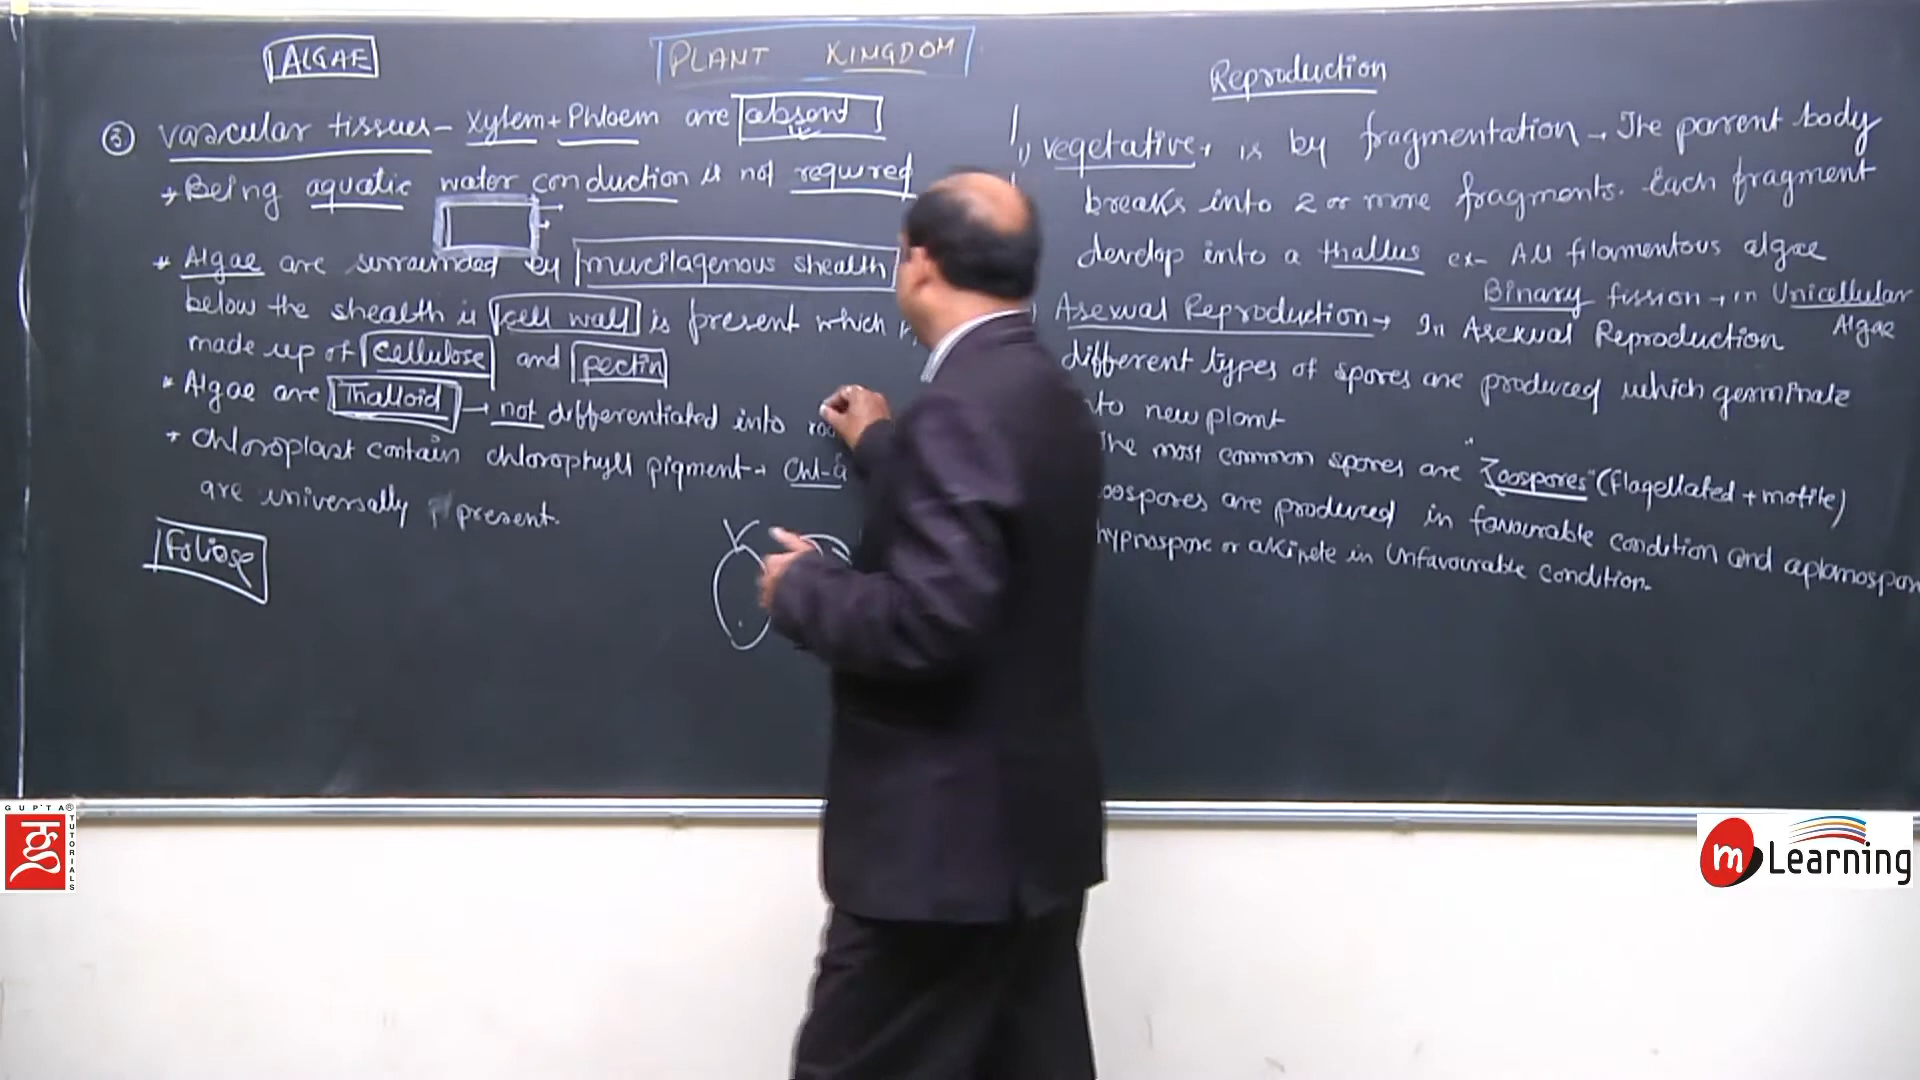 ALGAE
PLANT KINGDOM
③ Vascular tissues - Xylem + Phloem are absent
→ Being aquatic water conduction is not required
* Algae are surrounded by mucilagenous shealth
below the shealth is cell wall is present which
made up of cellulose and pectin
* Algae are Thalloid → not differentiated into
* Chloroplast contain chlorophyll pigment → Chl-a
are universally present.
Foliose
Reproduction
1) Vegetative → is by fragmentation → The parent body
breaks into 2 or more fragments. Each fragment
develop into a thallus ex- All filamentous algae
Binary fission → in Unicellular
Algae
Asexual Reproduction → In Asexual Reproduction
different types of spores are produced which germinate
into new plant
The most common spores are "Zoospores" (Flagellated + motile)
zoospores are produced in favourable condition and aplanospore
hypnospore or akinete in unfavourable condition.
GUPTA®
TUTORIALS
m Learning